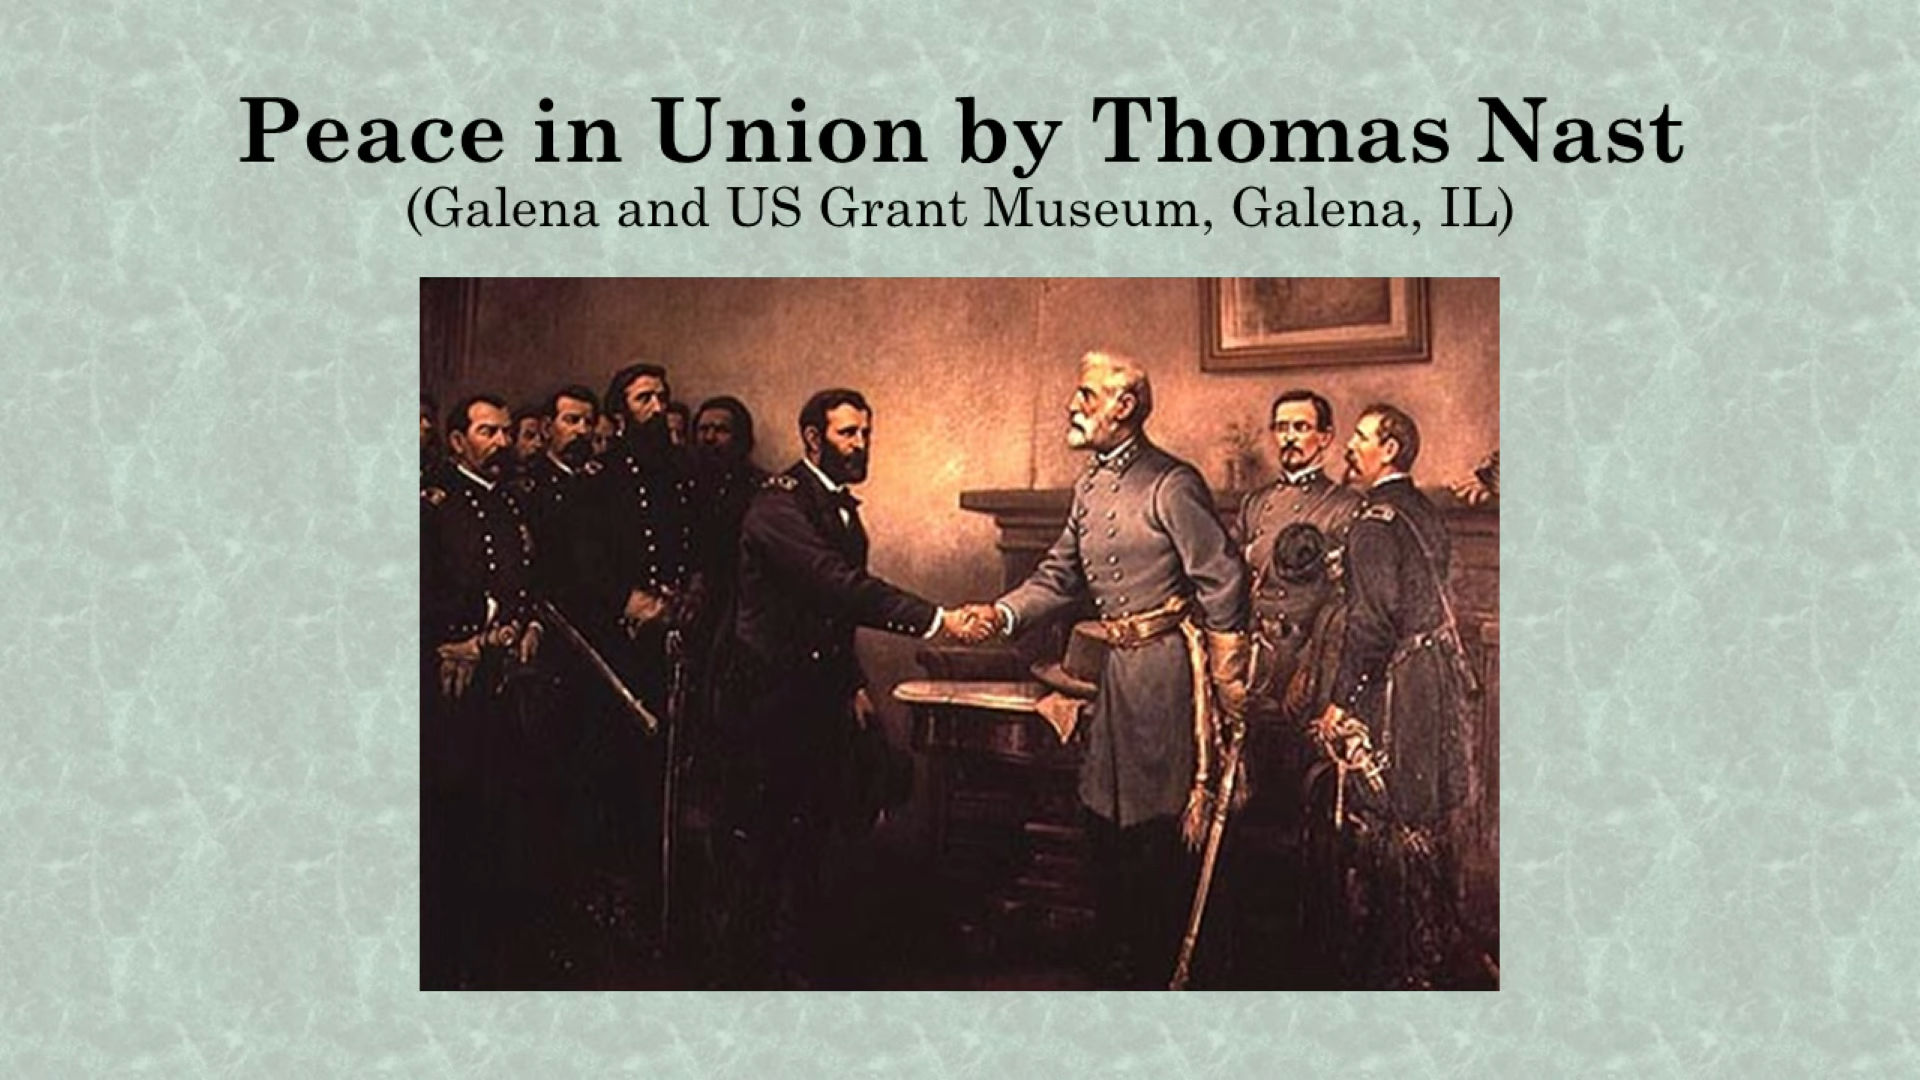 Peace in Union by Thomas Nast
(Galena and US Grant Museum, Galena, IL)